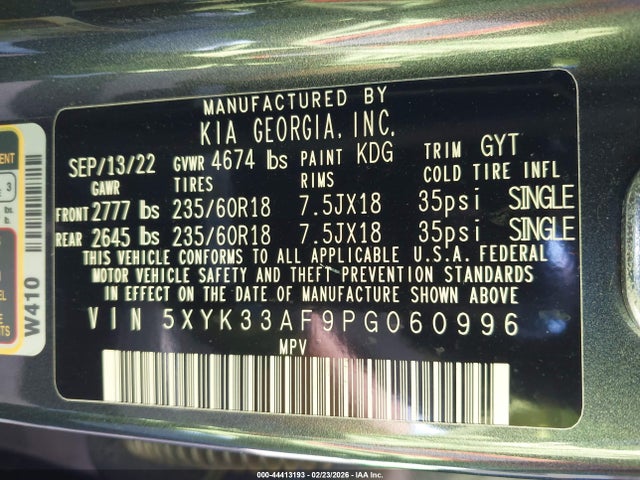 MANUFACTURED BY
KIA GEORGIA, INC.
SEP/13/22 GVWR 4674 lbs PAINT KDG TRIM GYT
GAWR TIRES RIMS COLD TIRE INFL
FRONT 2777 lbs 235/60R18 7.5JX18 35psi SINGLE
REAR 2645 lbs 235/60R18 7.5JX18 35psi SINGLE
THIS VEHICLE CONFORMS TO ALL APPLICABLE U.S.A. FEDERAL
MOTOR VEHICLE SAFETY AND THEFT PREVENTION STANDARDS
IN EFFECT ON THE DATE OF MANUFACTURE SHOWN ABOVE
VIN 5XYK33AF9PG060996
MPV
3
lbs.
W410
000-44413193 - 02/23/2026 - IAA Inc.